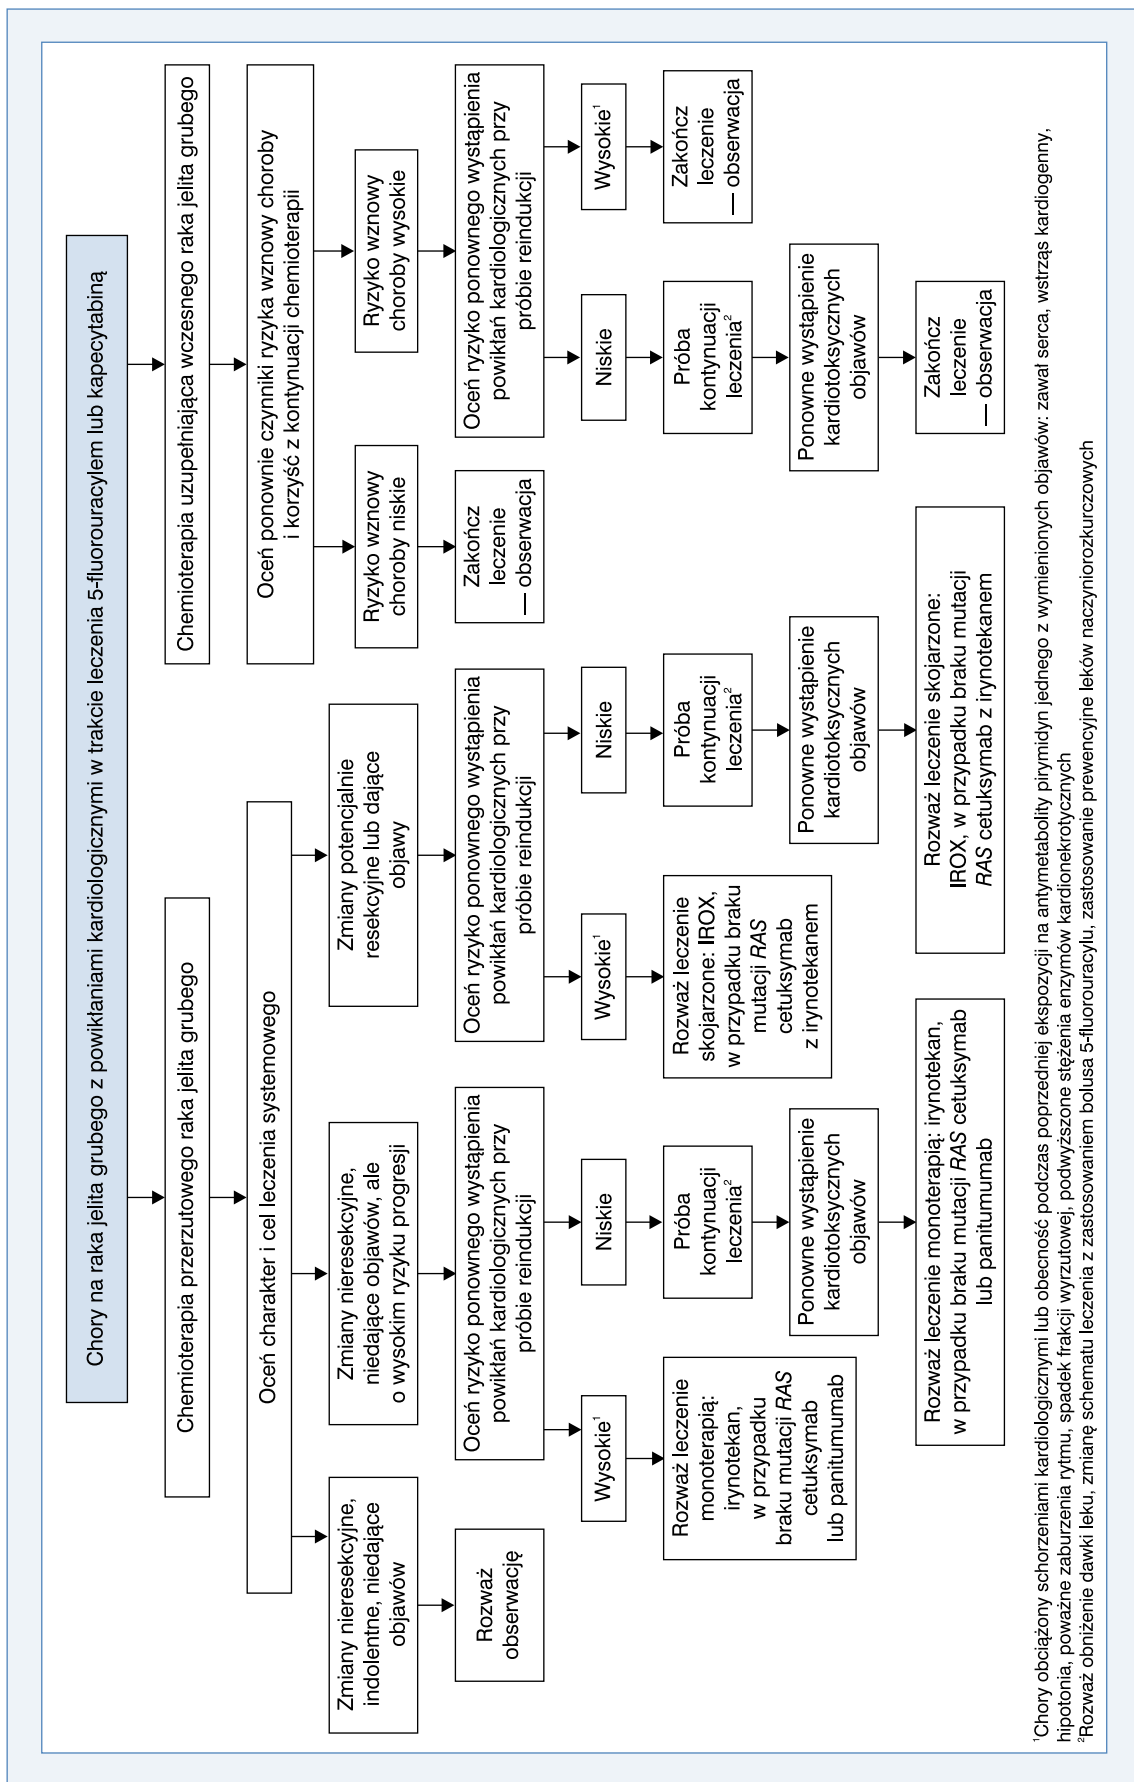 Chory na raka jelita grubego z powikłaniami kardiologicznymi w trakcie leczenia 5-fluorouracylem lub kapecytabiną
Chemioterapia przerzutowego raka jelita grubego
Chemioterapia uzupełniająca wczesnego raka jelita grubego
Oceń charakter i cel leczenia systemowego
Oceń ponownie czynniki ryzyka wznowy choroby
i korzyść z kontynuacji chemioterapii
Zmiany nieresekcyjne,
indolentne, niedające
objawów
Zmiany nieresekcyjne,
niedające objawów, ale
o wysokim ryzyku progresji
Zmiany potencjalnie
resekcyjne lub dające
objawy
Ryzyko wznowy
choroby niskie
Ryzyko wznowy
choroby wysokie
Rozważ
obserwację
Oceń ryzyko ponownego wystąpienia
powikłań kardiologicznych przy
próbie reindukcji
Oceń ryzyko ponownego wystąpienia
powikłań kardiologicznych przy
próbie reindukcji
Zakończ
leczenie
— obserwacja
Oceń ryzyko ponownego wystąpienia
powikłań kardiologicznych przy
próbie reindukcji
Wysokie¹
Niskie
Wysokie¹
Niskie
Niskie
Wysokie¹
Rozważ leczenie
monoterapią:
irynotekan,
w przypadku
braku mutacji RAS
cetuksymab
lub panitumumab
Próba
kontynuacji
leczenia²
Rozważ leczenie
skojarzone: IROX,
w przypadku braku
mutacji RAS
cetuksymab
z irynotekanem
Próba
kontynuacji
leczenia²
Próba
kontynuacji
leczenia²
Zakończ
leczenie
— obserwacja
Ponowne wystąpienie
kardiotoksycznych
objawów
Ponowne wystąpienie
kardiotoksycznych
objawów
Ponowne wystąpienie
kardiotoksycznych
objawów
Rozważ leczenie monoterapią: irynotekan,
w przypadku braku mutacji RAS cetuksymab
lub panitumumab
Rozważ leczenie skojarzone:
IROX, w przypadku braku mutacji
RAS cetuksymab z irynotekanem
Zakończ
leczenie
— obserwacja
¹Chory obciążony schorzeniami kardiologicznymi lub obecność podczas poprzedniej ekspozycji na antymetabolity pirymidyn jednego z wymienionych objawów: zawał serca, wstrząs kardiogenny,
hipotonia, poważne zaburzenia rytmu, spadek frakcji wyrzutowej, podwyższone stężenia enzymów kardionekrotycznych
²Rozważ obniżenie dawki leku, zmianę schematu leczenia z zastosowaniem bolusa 5-fluorouracylu, zastosowanie prewencyjne leków naczyniorozkurczowych